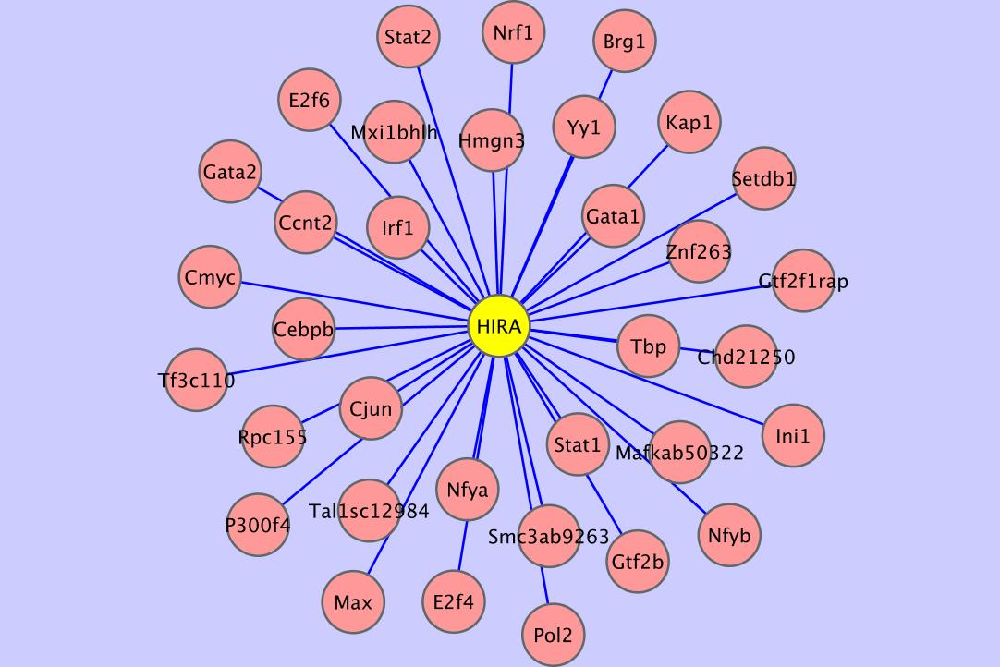 Stat2
Nrf1
Brg1
E2f6
Mxi1bhlh
Hmgn3
Yy1
Kap1
Gata2
Setdb1
Ccnt2
Irf1
Gata1
Znf263
Cmyc
Gtf2f1rap
Cebpb
HIRA
Tbp
Chd21250
Tf3c110
Cjun
Rpc155
Stat1
Mafkab50322
Ini1
P300f4
Tal1sc12984
Nfya
Smc3ab9263
Nfyb
Gtf2b
Max
E2f4
Pol2